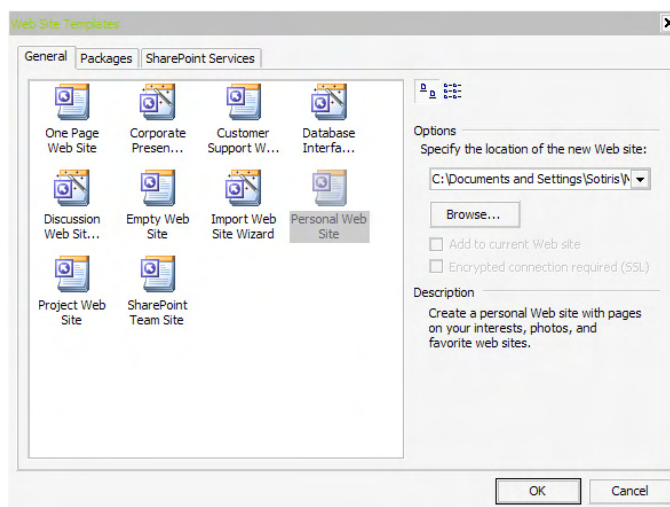 Web Site Templates
General Packages SharePoint Services
One Page
Web Site
Corporate
Presen...
Customer
Support W...
Database
Interfa...
Discussion
Web Sit...
Empty Web
Site
Import Web
Site Wizard
Personal Web
Site
Project Web
Site
SharePoint
Team Site
Options
Specify the location of the new Web site:
C:\Documents and Settings\Sotiris\
Browse...
Add to current Web site
Encrypted connection required (SSL)
Description
Create a personal Web site with pages
on your interests, photos, and
favorite web sites.
OK Cancel